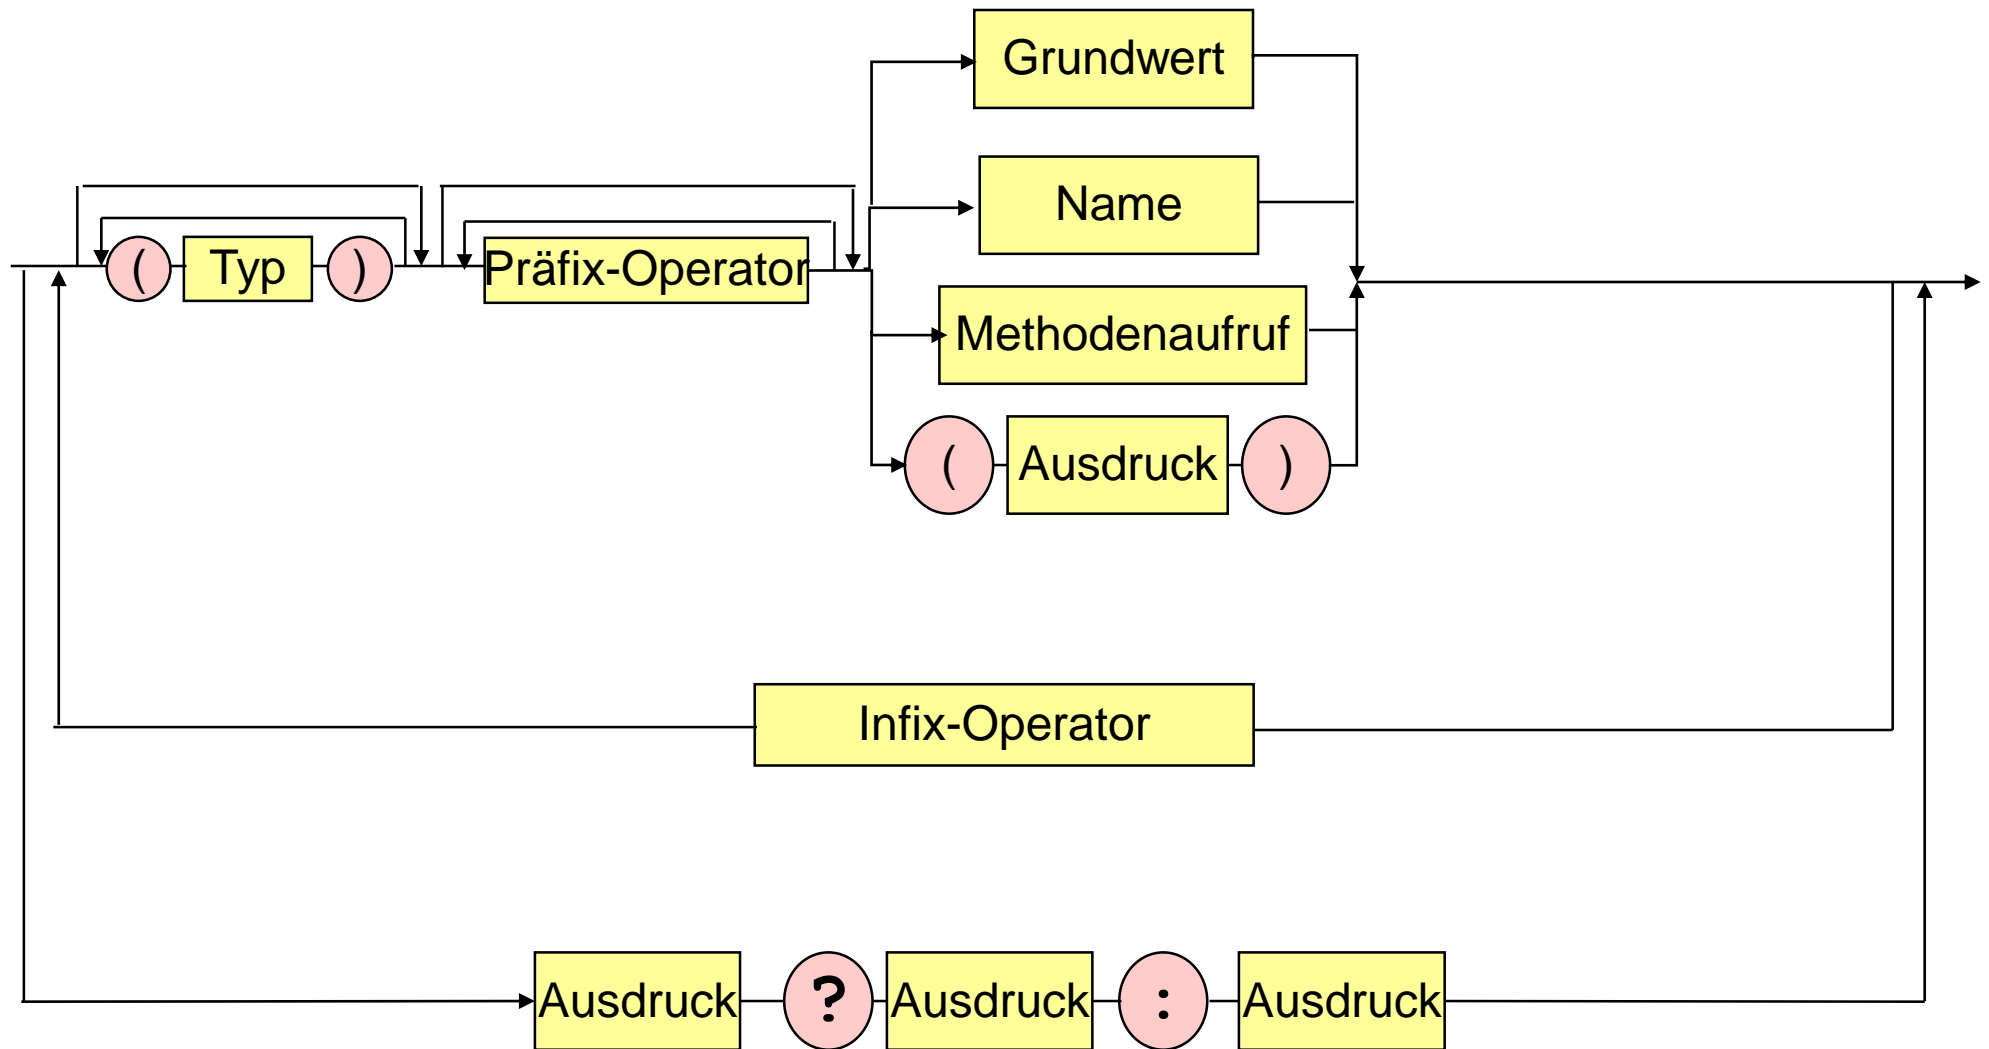 Grundwert
Name
( Typ ) Präfix-Operator
Methodenaufruf
( Ausdruck )
Infix-Operator
Ausdruck ? Ausdruck : Ausdruck